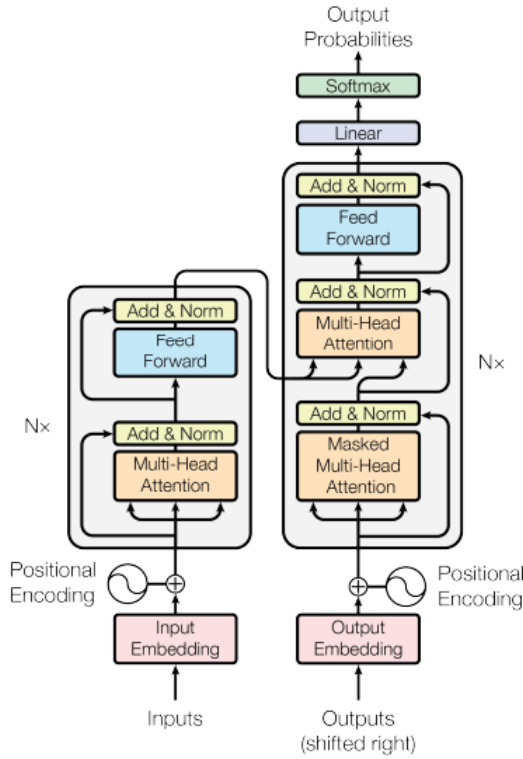 Output
Probabilities
Softmax
Linear
Add & Norm
Feed
Forward
Add & Norm
Multi-Head
Attention
Add & Norm
Masked
Multi-Head
Attention
N×
Positional
Encoding
Output
Embedding
Outputs
(shifted right)
Add & Norm
Feed
Forward
Add & Norm
Multi-Head
Attention
N×
Positional
Encoding
Input
Embedding
Inputs